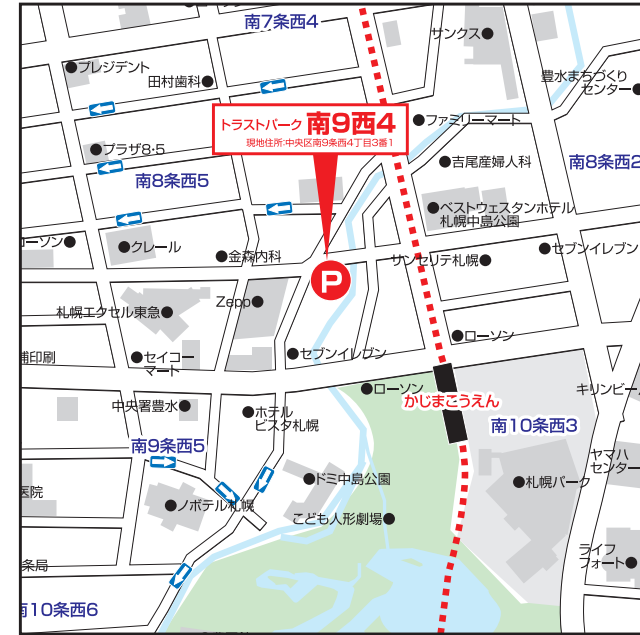 南7条西4
サンクス
プレジデント
田村歯科
豊水まちづくり
センター
トラストパーク 南9西4
現地住所:中央区南9条西4丁目3番1
ファミリーマート
プラザ8・5
吉尾産婦人科
南8条西2
南8条西5
ベストウェスタンホテル
札幌中島公園
ローソン
クレール
金森内科
サンセリテ札幌
セブンイレブン
P
Zepp
札幌エクセル東急
ローソン
浦印刷
セイコー
マート
セブンイレブン
ローソン
かじまこうえん
キリンビー
中央署豊水
ホテル
ビスタ札幌
南10条西3
南9条西5
ヤマハ
センター
ドミ中島公園
札幌パーク
医院
ノボテル札幌
こども人形劇場
ライフ
フォート
条局
南10条西6